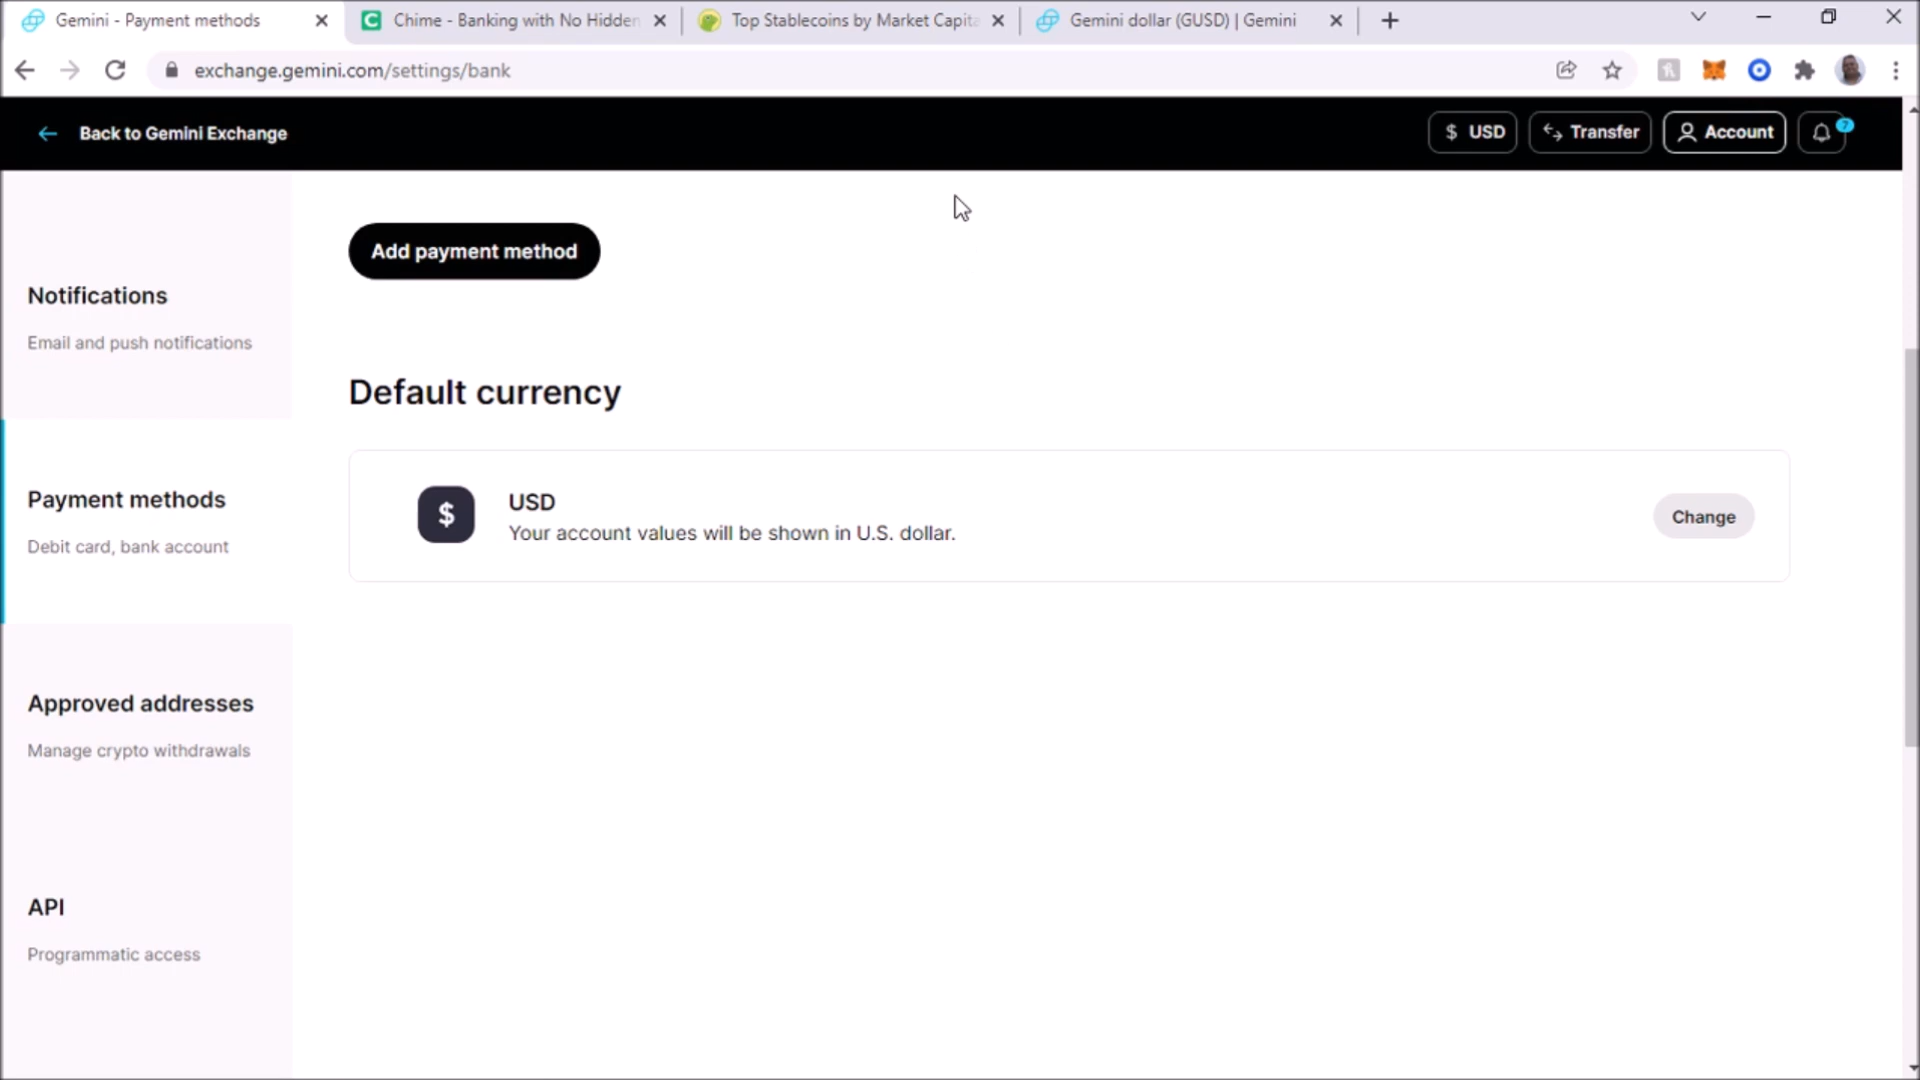 Gemini - Payment methods
Chime - Banking with No Hidden
Top Stablecoins by Market Capita
Gemini dollar (GUSD) | Gemini
exchange.gemini.com/settings/bank
Back to Gemini Exchange
$ USD
Transfer
Account
7
Add payment method
Notifications
Email and push notifications
Default currency
Payment methods
Debit card, bank account
$
USD
Your account values will be shown in U.S. dollar.
Change
Approved addresses
Manage crypto withdrawals
API
Programmatic access